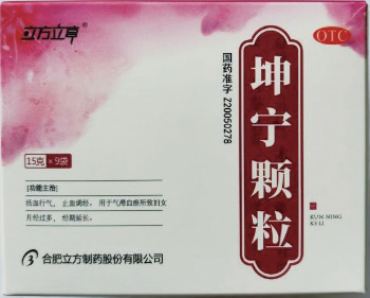 立方立草®
OTC
国药准字 Z20050278
坤宁颗粒
15克×9袋
[功能主治]
活血行气，止血调经。用于气滞血瘀所致妇女
月经过多，经期延长。
KUN NING
KE LI
合肥立方制药股份有限公司